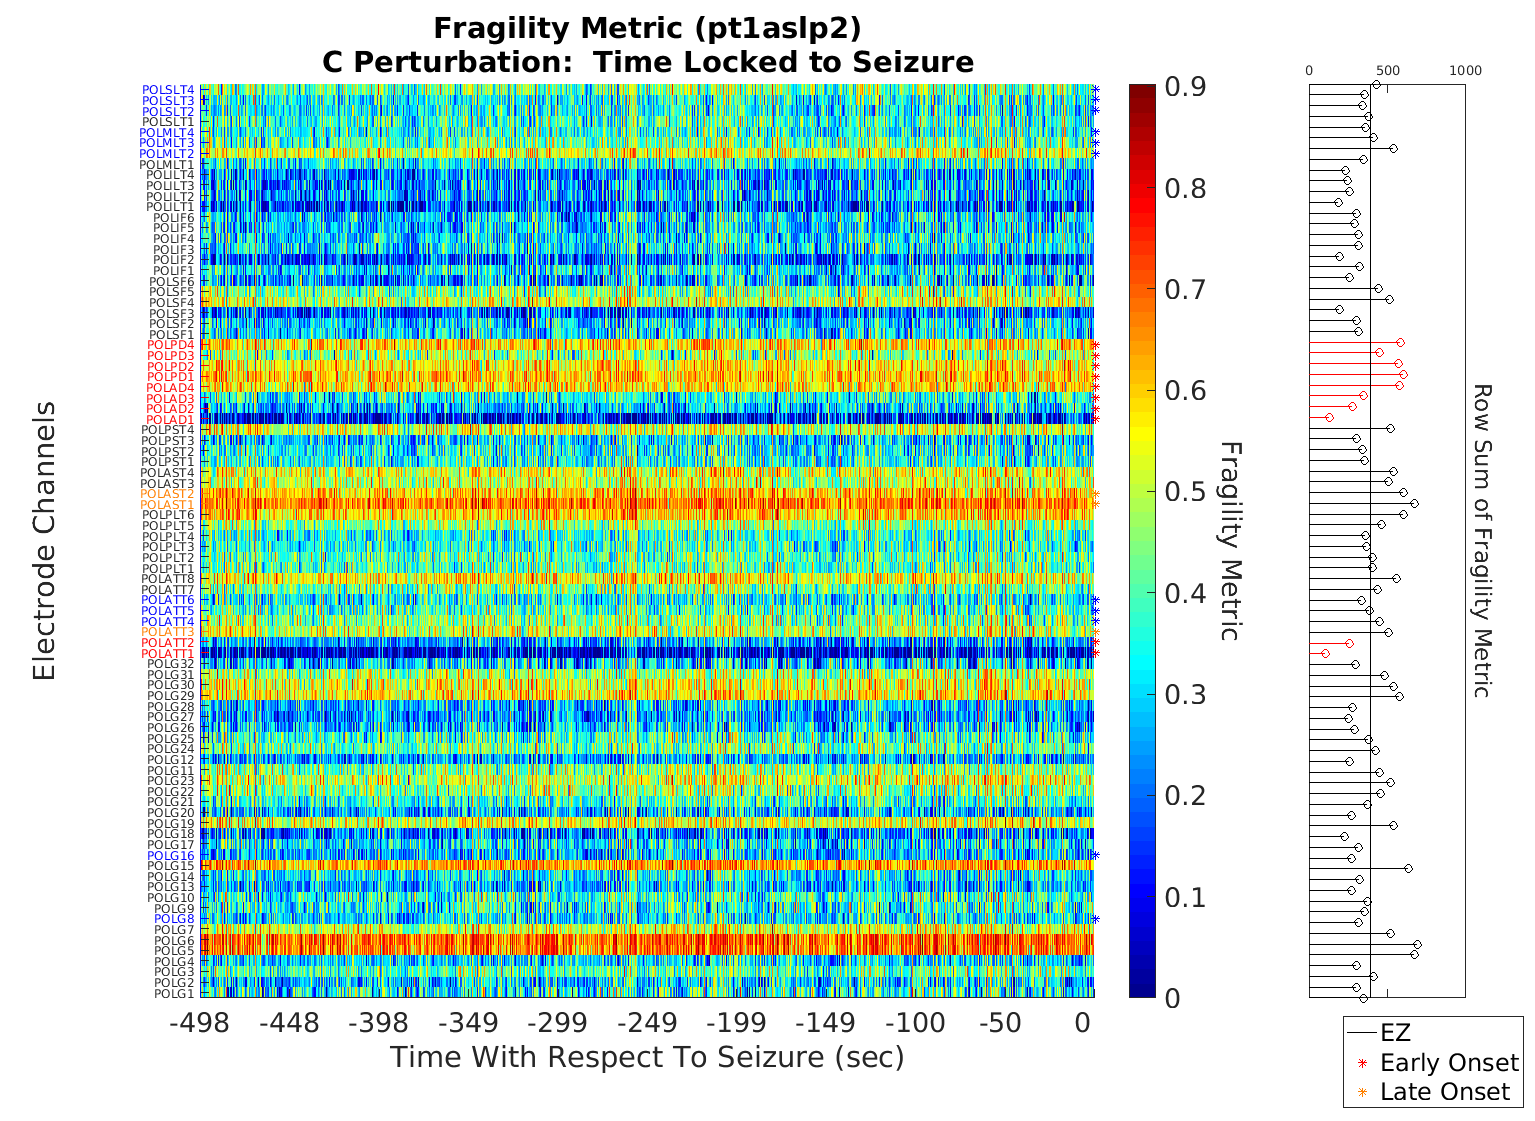 Fragility Metric (pt1aslp2)
C Perturbation:  Time Locked to Seizure
Electrode Channels
POLSLT4
POLSLT3
POLSLT2
POLSLT1
POLMLT4
POLMLT3
POLMLT2
POLMLT1
POLILT4
POLILT3
POLILT2
POLILT1
POLIF6
POLIF5
POLIF4
POLIF3
POLIF2
POLIF1
POLSF6
POLSF5
POLSF4
POLSF3
POLSF2
POLSF1
POLPD4
POLPD3
POLPD2
POLPD1
POLAD4
POLAD3
POLAD2
POLAD1
POLPST4
POLPST3
POLPST2
POLPST1
POLAST4
POLAST3
POLAST2
POLAST1
POLPLT6
POLPLT5
POLPLT4
POLPLT3
POLPLT2
POLPLT1
POLATT8
POLATT7
POLATT6
POLATT5
POLATT4
POLATT3
POLATT2
POLATT1
POLG32
POLG31
POLG30
POLG29
POLG28
POLG27
POLG26
POLG25
POLG24
POLG12
POLG11
POLG23
POLG22
POLG21
POLG20
POLG19
POLG18
POLG17
POLG16
POLG15
POLG14
POLG13
POLG10
POLG9
POLG8
POLG7
POLG6
POLG5
POLG4
POLG3
POLG2
POLG1
-498 -448 -398 -349 -299 -249 -199 -149 -100 -50 0
Time With Respect To Seizure (sec)
0.9
0.8
0.7
0.6
0.5
0.4
0.3
0.2
0.1
0
Fragility Metric
0 500 1000
Row Sum of Fragility Metric
EZ
Early Onset
Late Onset